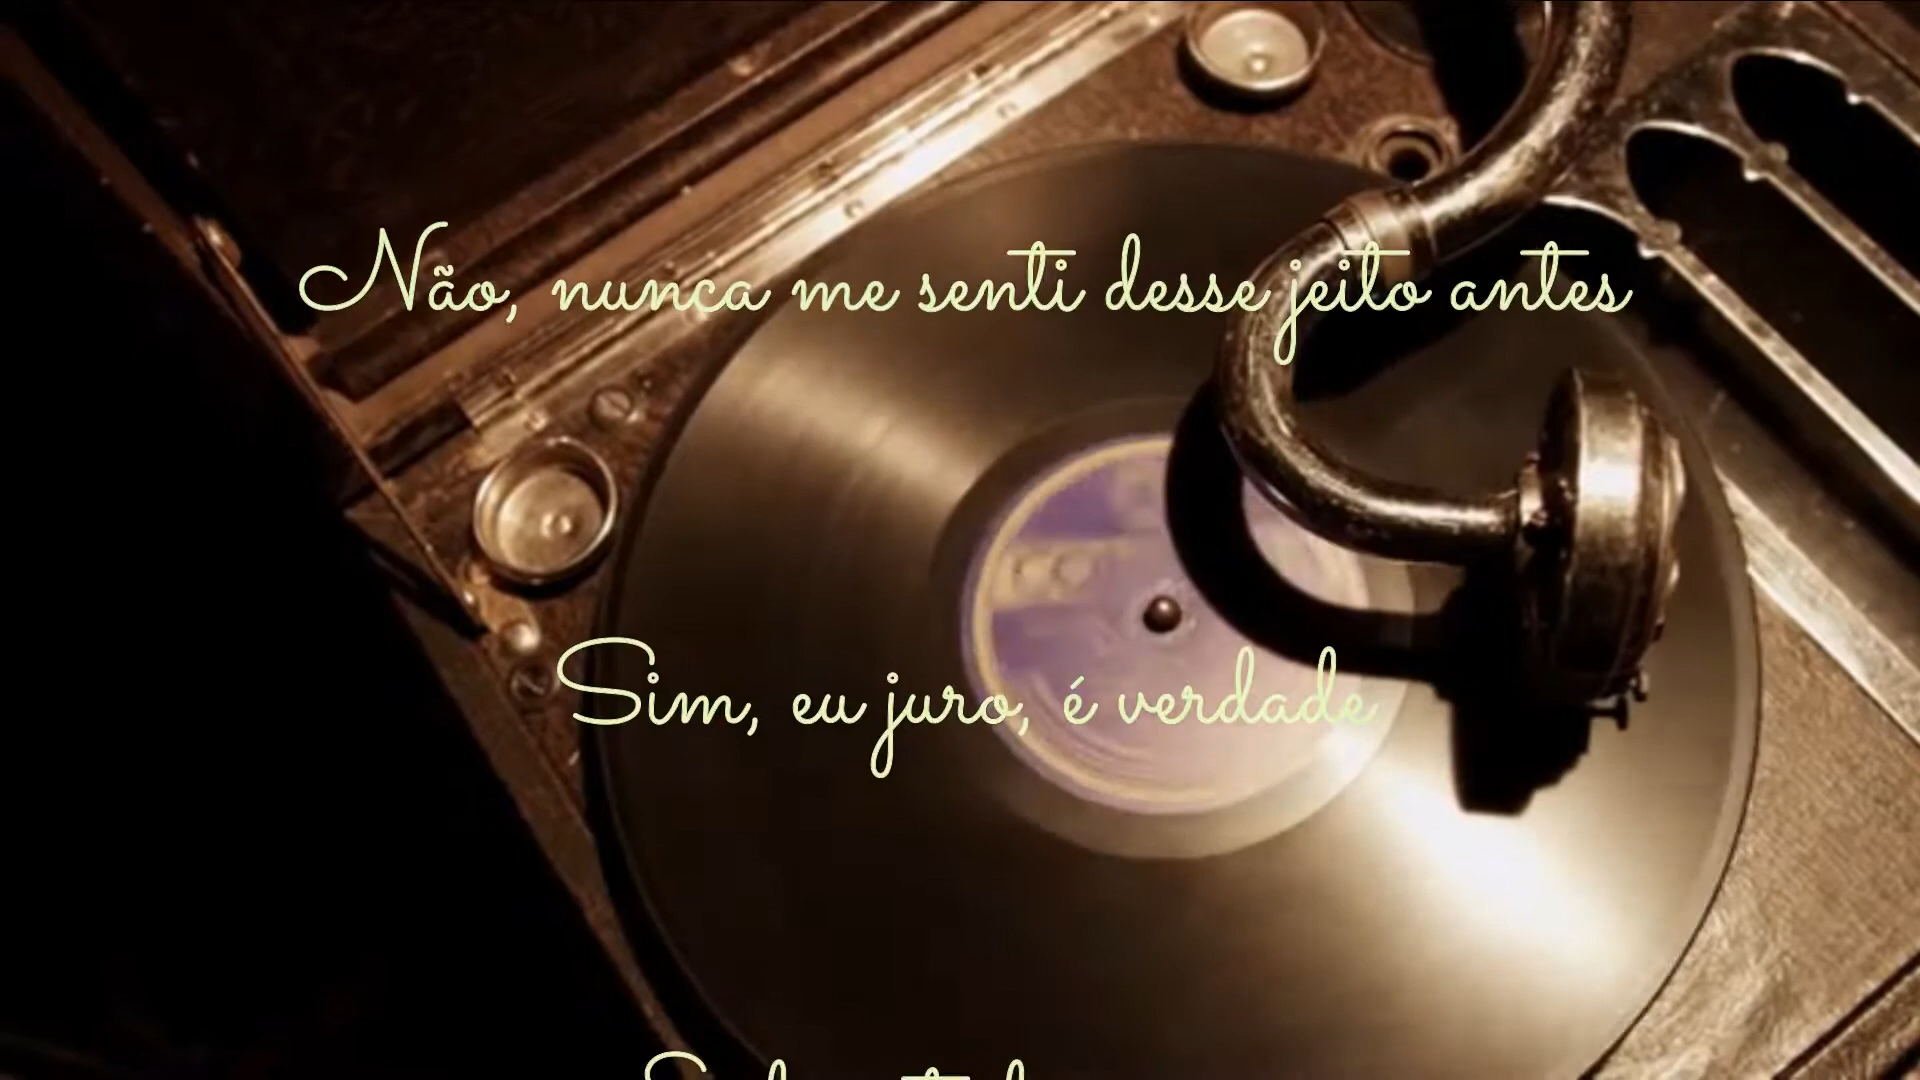 Não, nunca me senti desse jeito antes
Sim, eu juro, é verdade